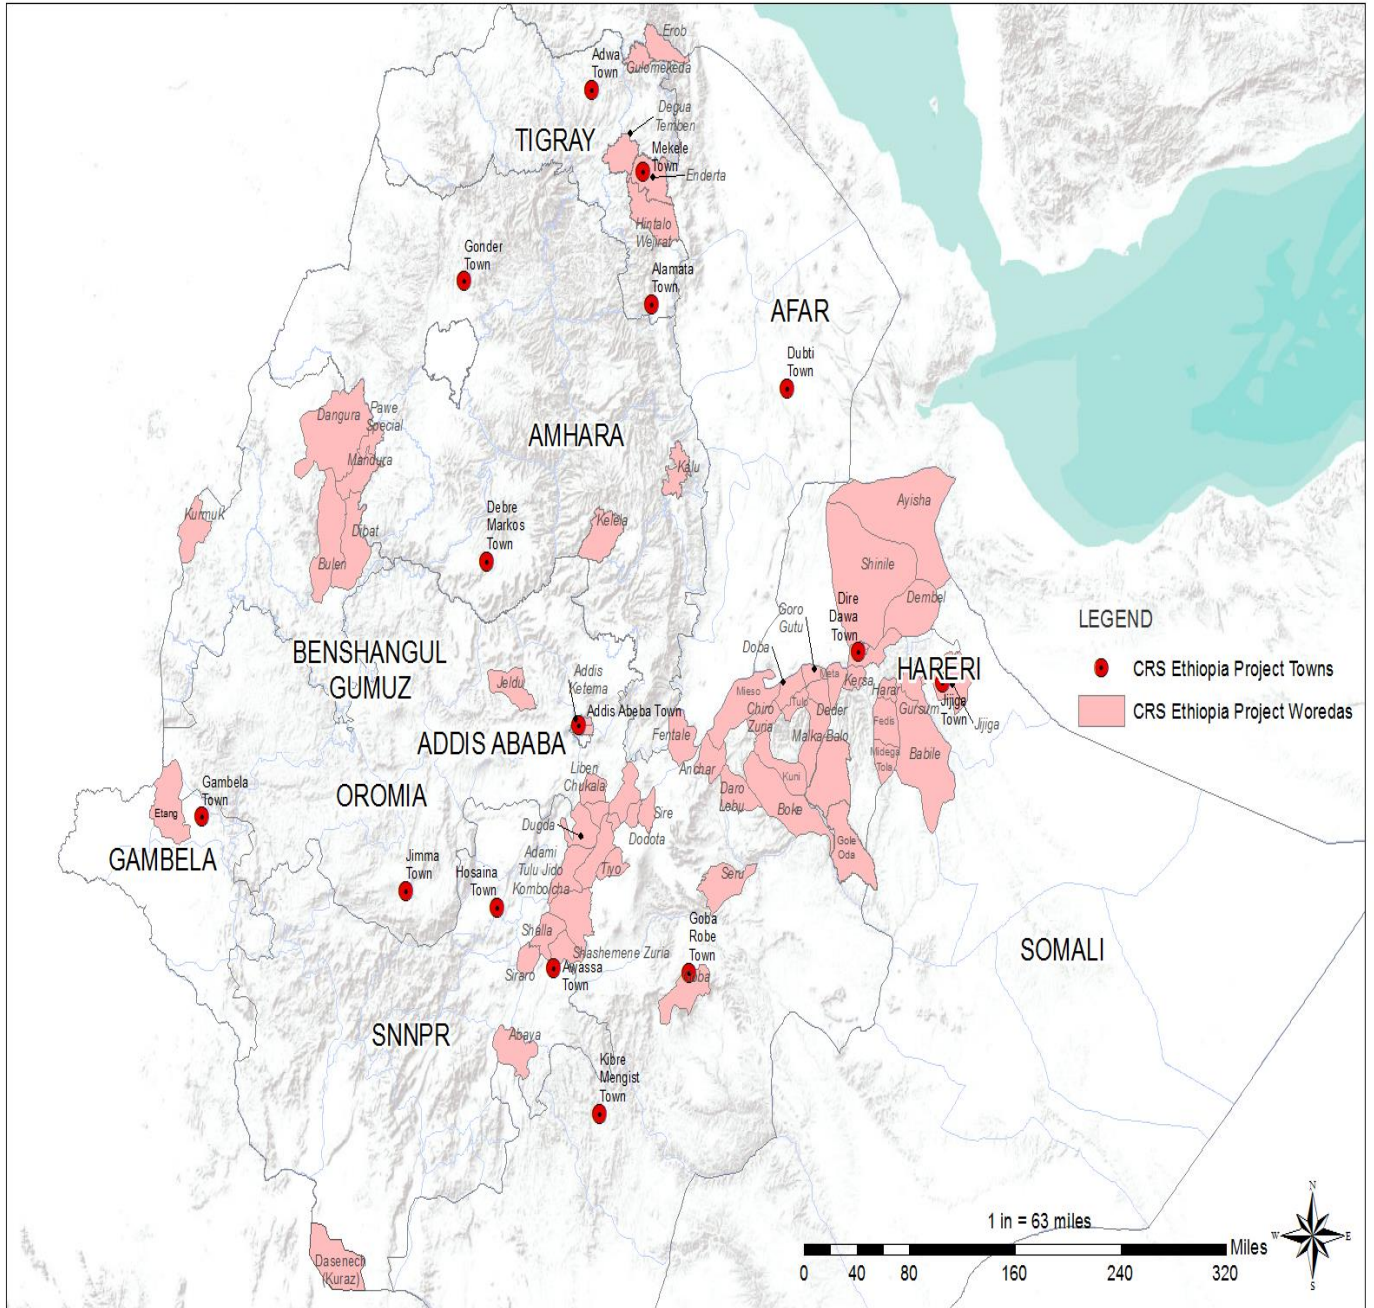 Erob
Adwa
Town
Gulomekeda
Degua
Temben
TIGRAY
Mekele
Town
Enderta
Hintalo
Wejirat
Gonder
Town
Alamata
Town
AFAR
Dubti
Town
Dangura
Pawe
Special
AMHARA
Mandura
Kalu
Ayisha
Kurmuk
Debre
Markos
Town
Kelela
Dibat
Bulen
Shinile
Dembel
Dire
Dawa
Town
Goro
Gutu
Doba
LEGEND
CRS Ethiopia Project Towns
CRS Ethiopia Project Woredas
BENSHANGUL
GUMUZ
HARERI
Jeldu
Addis
Ketema
Addis Abeba Town
ADDIS ABABA
Mieso
Chiro
Zuria
Tulo
Meta
Deder
Kersa
Harar
Gursum
Jijiga
Town
Jijiga
Fedis
Fentale
Malka Balo
Midega
Tola
Babile
Anchar
Kuni
Daro
Lebu
Boke
Liben
Chukala
Gambela
Town
OROMIA
Etang
Sire
Dugda
Dodota
Gole
Oda
GAMBELA
Jimma
Town
Hosaina
Town
Adami
Tulu Jido
Kombolcha
Tiyo
Seru
Goba
Robe
Town
Shalla
Shashemene Zuria
Siraro
Awassa
Town
Goba
SOMALI
SNNPR
Abaya
Kibre
Mengist
Town
Dasenech
(Kuraz)
1 in = 63 miles
Miles
0 40 80 160 240 320
N
W E
S